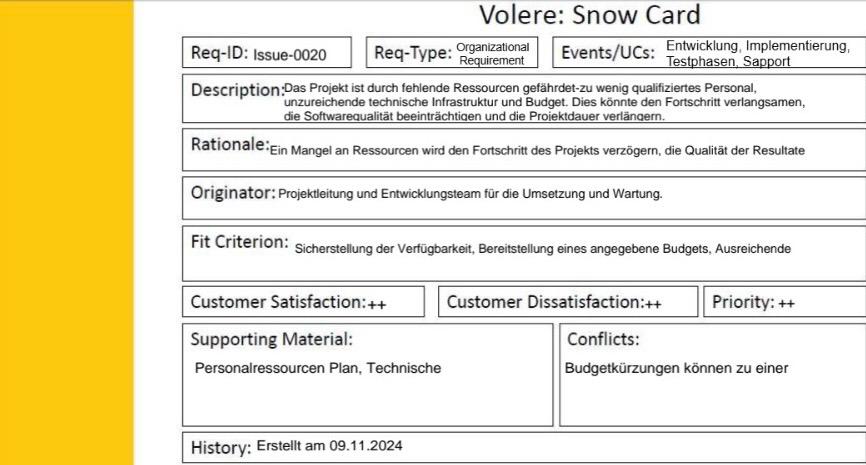 Volere: Snow Card
Req-ID: Issue-0020
Req-Type: Organizational Requirement
Events/UCs: Entwicklung, Implementierung, Testphasen, Sapport
Description: Das Projekt ist durch fehlende Ressourcen gefährdet-zu wenig qualifiziertes Personal,
unzureichende technische Infrastruktur und Budget. Dies könnte den Fortschritt verlangsamen,
die Softwarequalität beeinträchtigen und die Projektdauer verlängern.
Rationale: Ein Mangel an Ressourcen wird den Fortschritt des Projekts verzögern, die Qualität der Resultate
Originator: Projektleitung und Entwicklungsteam für die Umsetzung und Wartung.
Fit Criterion: Sicherstellung der Verfügbarkeit, Bereitstellung eines angegebene Budgets, Ausreichende
Customer Satisfaction: ++
Customer Dissatisfaction: ++
Priority: ++
Supporting Material:
Personalressourcen Plan, Technische
Conflicts:
Budgetkürzungen können zu einer
History: Erstellt am 09.11.2024